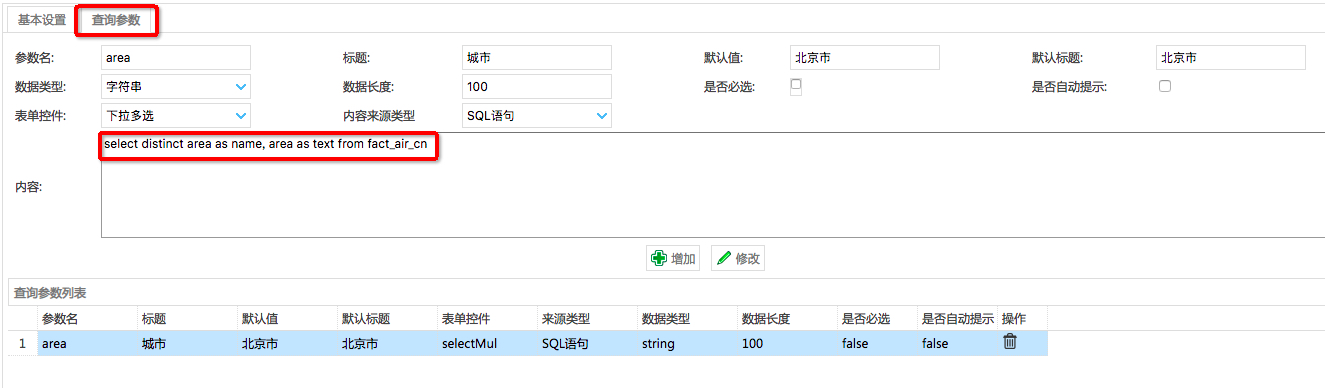 基本设置 查询参数
参数名: area 标题: 城市 默认值: 北京市 默认标题: 北京市
数据类型: 字符串 数据长度: 100 是否必选: 是否自动提示:
表单控件: 下拉多选 内容来源类型 SQL语句
内容: select distinct area as name, area as text from fact_air_cn
增加 修改
查询参数列表
参数名 标题 默认值 默认标题 表单控件 来源类型 数据类型 数据长度 是否必选 是否自动提示 操作
1 area 城市 北京市 北京市 selectMul SQL语句 string 100 false false